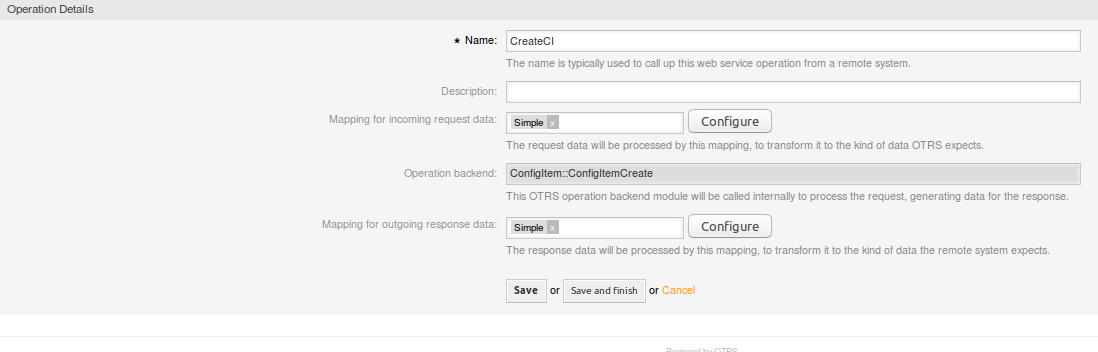 Operation Details
* Name: CreateCI
The name is typically used to call up this web service operation from a remote system.
Description:
Mapping for incoming request data: Simple x Configure
The request data will be processed by this mapping, to transform it to the kind of data OTRS expects.
Operation backend: ConfigItem::ConfigItemCreate
This OTRS operation backend module will be called internally to process the request, generating data for the response.
Mapping for outgoing response data: Simple x Configure
The response data will be processed by this mapping, to transform it to the kind of data the remote system expects.
Save or Save and finish or Cancel
Powered by OTRS